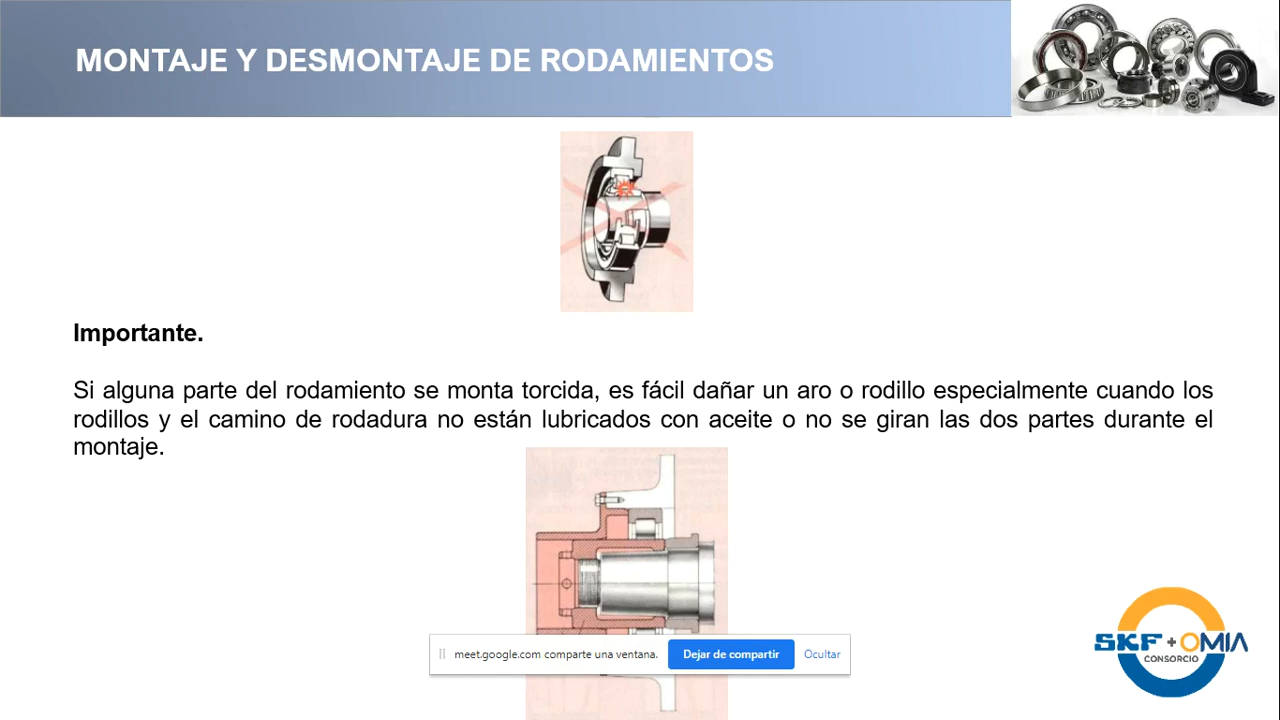 MONTAJE Y DESMONTAJE DE RODAMIENTOS
Importante.
Si alguna parte del rodamiento se monta torcida, es fácil dañar un aro o rodillo especialmente cuando los
rodillos y el camino de rodadura no están lubricados con aceite o no se giran las dos partes durante el
montaje.
meet.google.com comparte una ventana. Dejar de compartir Ocultar
SKF + OMIA
CONSORCIO